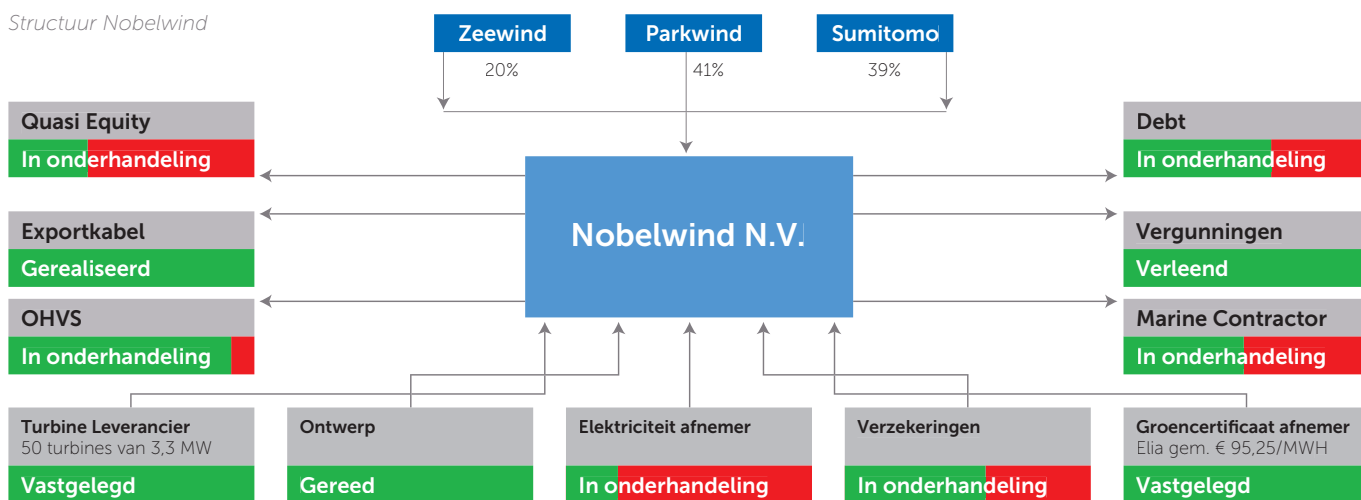 Structuur Nobelwind
Zeewind
Parkwind
Sumitomo
20%
41%
39%
Quasi Equity
In onderhandeling
Debt
In onderhandeling
Nobelwind N.V.
Exportkabel
Gerealiseerd
Vergunningen
Verleend
OHVS
In onderhandeling
Marine Contractor
In onderhandeling
Turbine Leverancier
50 turbines van 3,3 MW
Vastgelegd
Ontwerp
Gereed
Elektriciteit afnemer
In onderhandeling
Verzekeringen
In onderhandeling
Groencertificaat afnemer
Elia gem. € 95,25/MWH
Vastgelegd